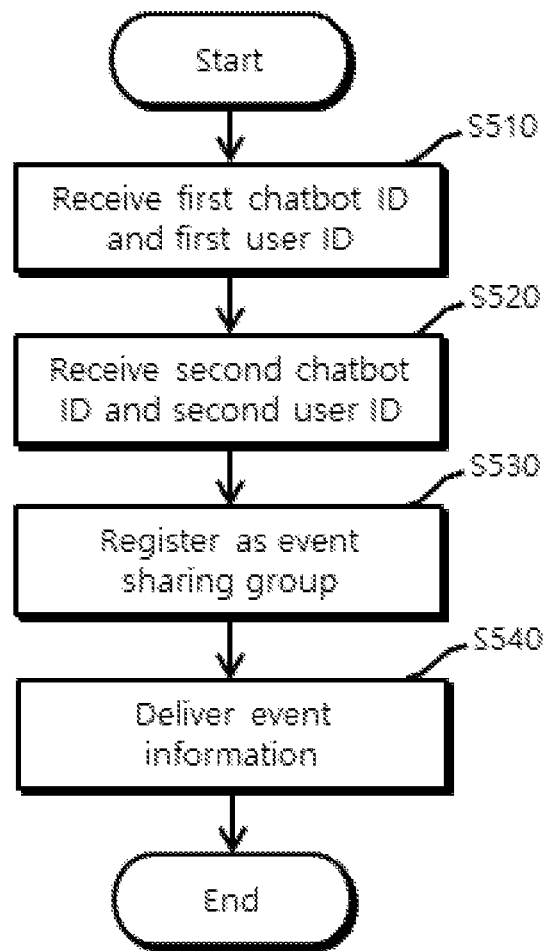 Start
S510
Receive first chatbot ID
and first user ID
S520
Receive second chatbot
ID and second user ID
S530
Register as event
sharing group
S540
Deliver event
information
End